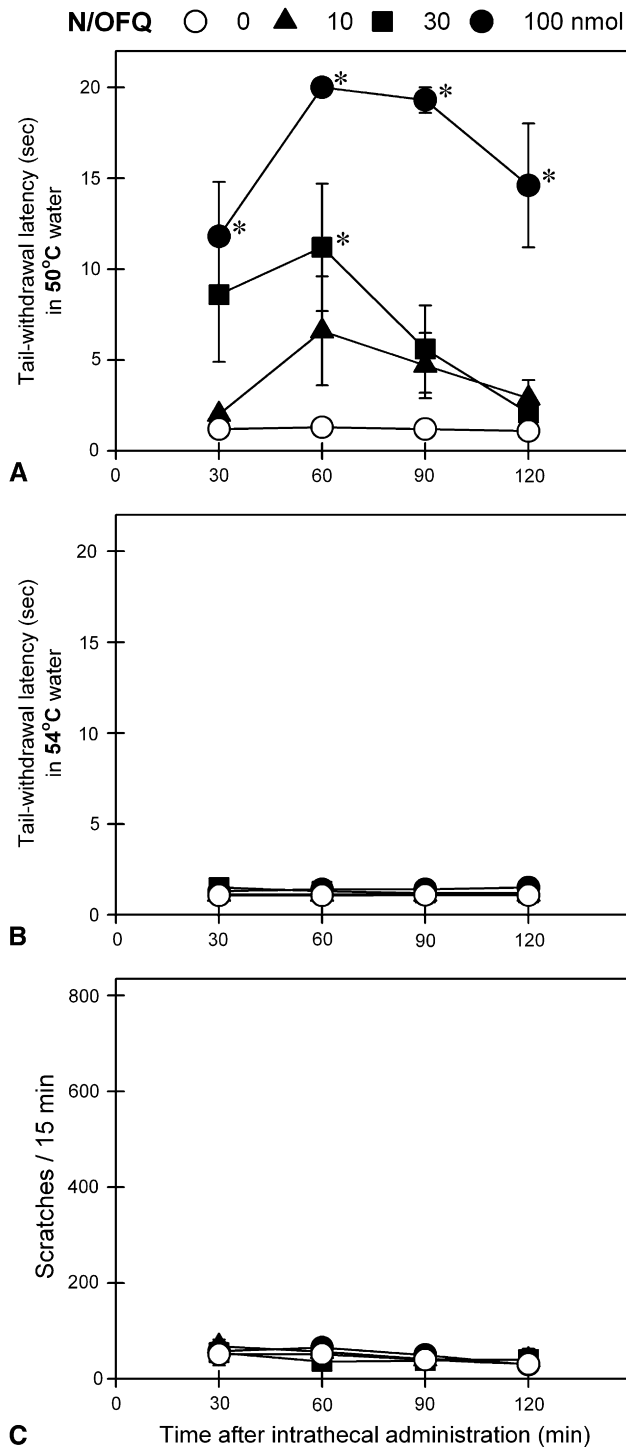 N/OFQ 0 10 30 100 nmol
Tail-withdrawal latency (sec)
in 50°C water
20
15
10
5
0
* * * * *
0 30 60 90 120
A
Tail-withdrawal latency (sec)
in 54°C water
20
15
10
5
0
0 30 60 90 120
B
Scratches / 15 min
800
600
400
200
0
0 30 60 90 120
C
Time after intrathecal administration (min)